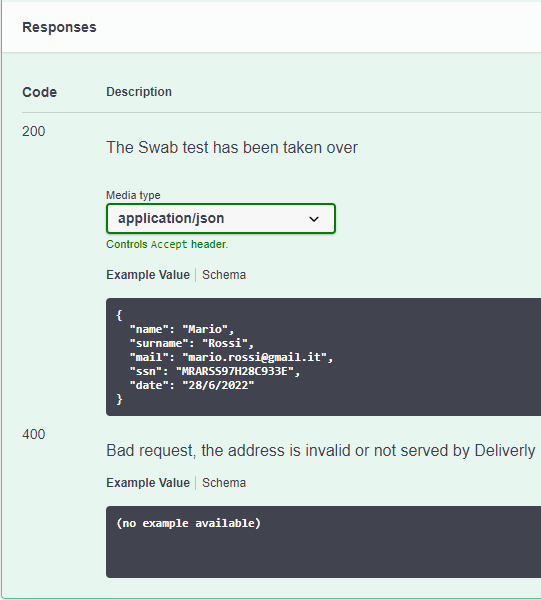 Responses
Code Description
200
The Swab test has been taken over
Media type
application/json
Controls Accept header.
Example Value Schema
{
"name": "Mario",
"surname": "Rossi",
"mail": "mario.rossi@gmail.it",
"ssn": "MRARSS97H28C933E",
"date": "28/6/2022"
}
400
Bad request, the address is invalid or not served by Deliverly
Example Value Schema
(no example available)